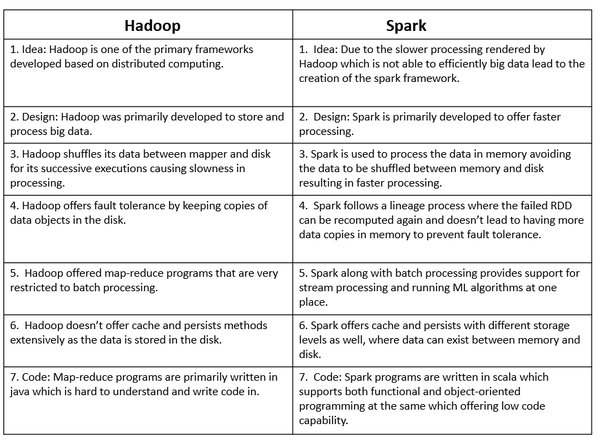 Hadoop
Spark
1. Idea: Hadoop is one of the primary frameworks
developed based on distributed computing.
1. Idea: Due to the slower processing rendered by
Hadoop which is not able to efficiently big data lead to the
creation of the spark framework.
2. Design: Hadoop was primarily developed to store and
process big data.
2. Design: Spark is primarily developed to offer faster
processing.
3. Hadoop shuffles its data between mapper and disk
for its successive executions causing slowness in
processing.
3. Spark is used to process the data in memory avoiding
the data to be shuffled between memory and disk
resulting in faster processing.
4. Hadoop offers fault tolerance by keeping copies of
data objects in the disk.
4. Spark follows a lineage process where the failed RDD
can be recomputed again and doesn’t lead to having more
data copies in memory to prevent fault tolerance.
5. Hadoop offered map-reduce programs that are very
restricted to batch processing.
5. Spark along with batch processing provides support for
stream processing and running ML algorithms at one
place.
6. Hadoop doesn’t offer cache and persists methods
extensively as the data is stored in the disk.
6. Spark offers cache and persists with different storage
levels as well, where data can exist between memory and
disk.
7. Code: Map-reduce programs are primarily written in
java which is hard to understand and write code in.
7. Code: Spark programs are written in scala which
supports both functional and object-oriented
programming at the same which offering low code
capability.